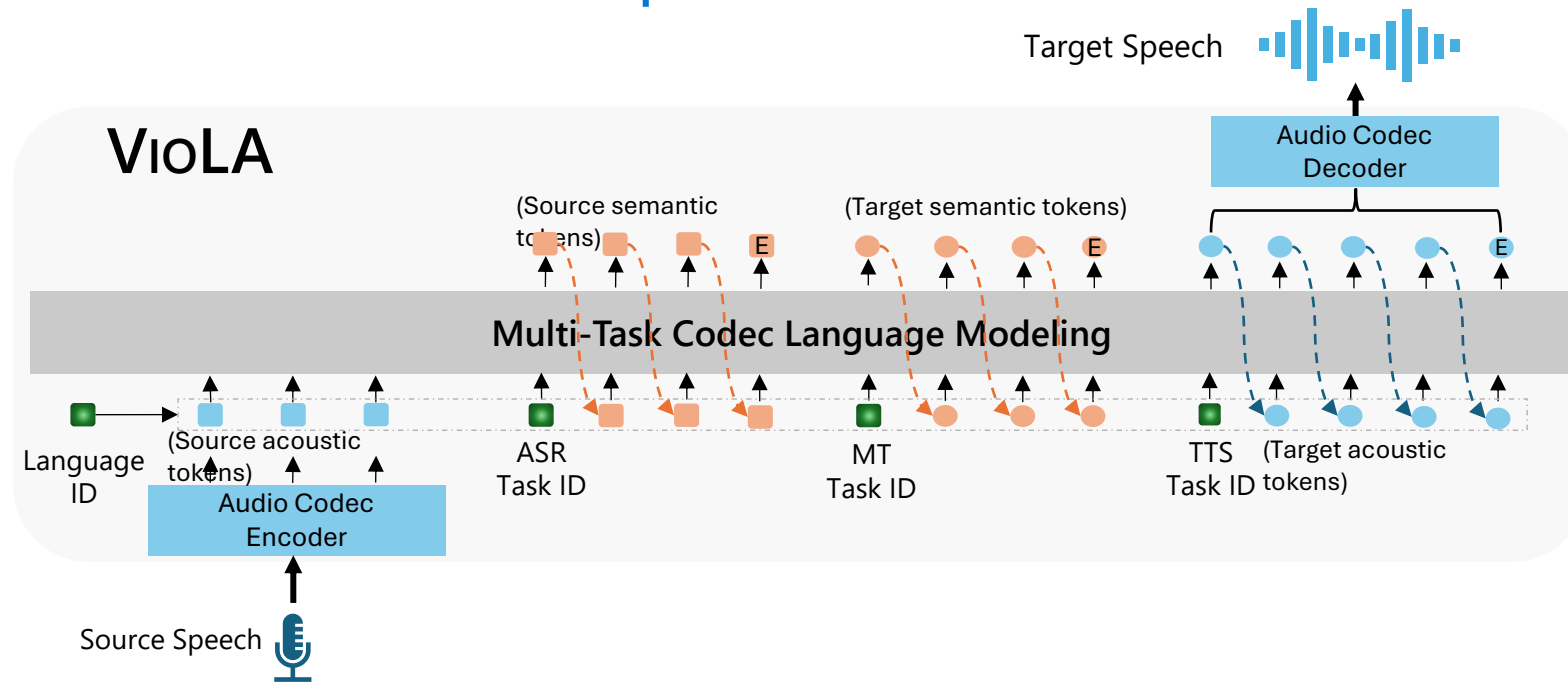 Target Speech
VIOLA
Audio Codec
Decoder
(Source semantic
tokens)
(Target semantic tokens)
E
E
E
Multi-Task Codec Language Modeling
Language
ID
(Source acoustic
tokens)
ASR
Task ID
MT
Task ID
TTS
Task ID
(Target acoustic
tokens)
Audio Codec
Encoder
Source Speech